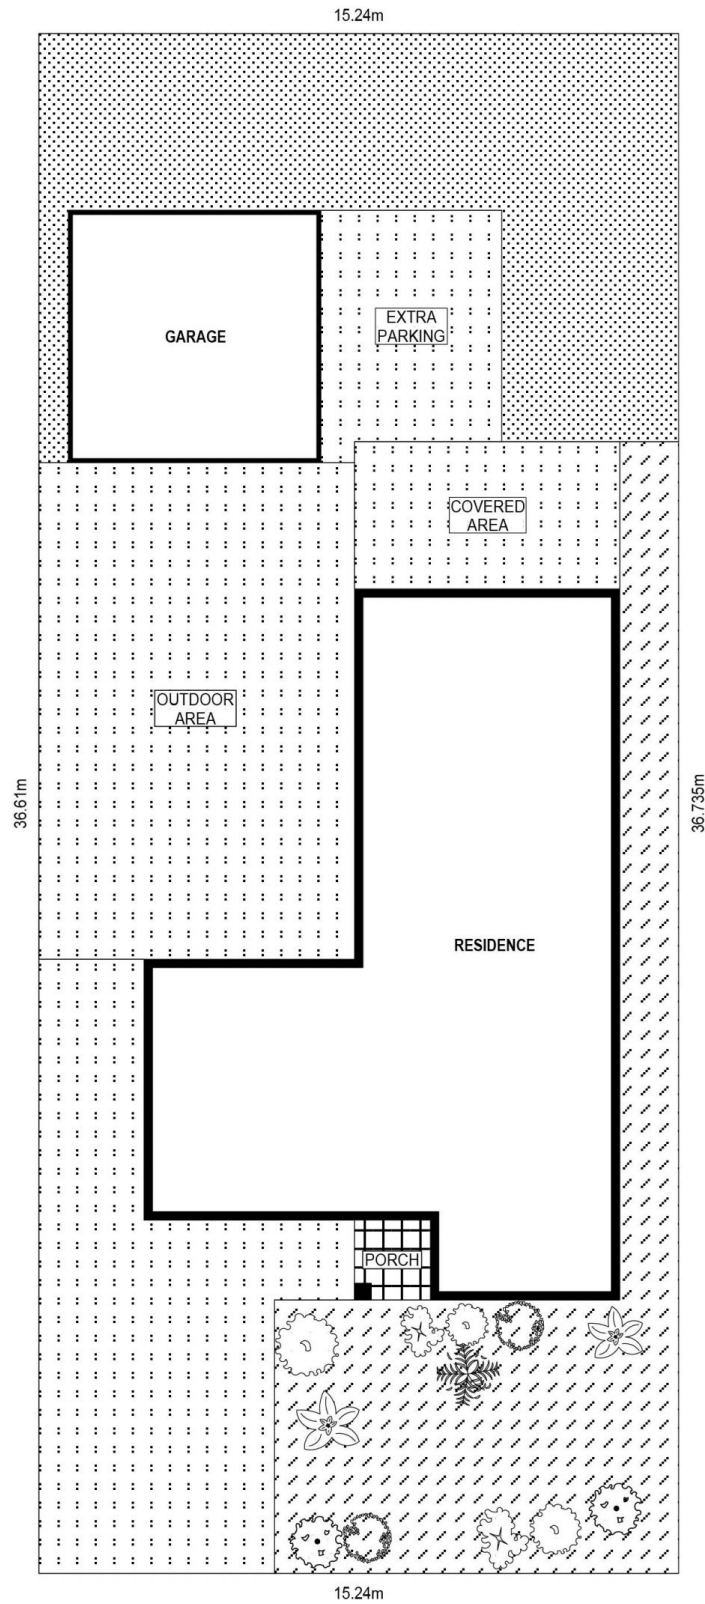 15.24m
EXTRA
PARKING
GARAGE
COVERED
AREA
OUTDOOR
AREA
36.61m
36.735m
RESIDENCE
PORCH
15.24m